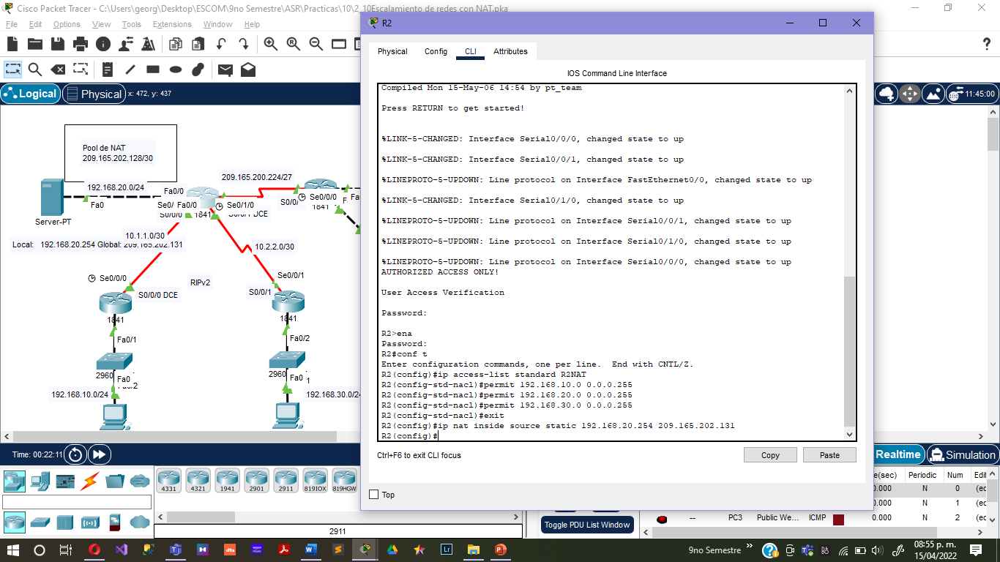 Cisco Packet Tracer - C:\Users\georg\Desktop\ESCOM\9no Semestre\ASR\Practicas\10\2_10Escalamiento de redes con NAT.pka
File Edit Options View Tools Extensions Window Help
R2
Physical Config CLI Attributes
IOS Command Line Interface
Logical Physical x: 472, y: 437
11:45:00
Compiled Mon 15-May-06 14:54 by pt_team
Press RETURN to get started!
%LINK-5-CHANGED: Interface Serial0/0/0, changed state to up
%LINK-5-CHANGED: Interface Serial0/0/1, changed state to up
%LINEPROTO-5-UPDOWN: Line protocol on Interface FastEthernet0/0, changed state to up
%LINK-5-CHANGED: Interface Serial0/1/0, changed state to up
%LINEPROTO-5-UPDOWN: Line protocol on Interface Serial0/0/1, changed state to up
%LINEPROTO-5-UPDOWN: Line protocol on Interface Serial0/1/0, changed state to up
%LINEPROTO-5-UPDOWN: Line protocol on Interface Serial0/0/0, changed state to up
AUTHORIZED ACCESS ONLY!
User Access Verification
Password:
R2>ena
Password:
R2#conf t
Enter configuration commands, one per line. End with CNTL/Z.
R2(config)#ip access-list standard R2NAT
R2(config-std-nacl)#permit 192.168.10.0 0.0.0.255
R2(config-std-nacl)#permit 192.168.20.0 0.0.0.255
R2(config-std-nacl)#permit 192.168.30.0 0.0.0.255
R2(config-std-nacl)#exit
R2(config)#ip nat inside source static 192.168.20.254 209.165.202.131
R2(config)#
Ctrl+F6 to exit CLI focus
Copy Paste
Top
Pool de NAT
209.165.202.128/30
209.165.200.224/27
192.168.20.0/24
Fa0/0
Fa0
Se0/ Fa0/0
S0/0/0
1841
Se0/1/0
S0/0/1 DCE
S0/0/
Se0/0/0
1841
Server-PT
10.1.1.0/30
Local: 192.168.20.254 Global: 209.165.202.131
10.2.2.0/30
Se0/0/0
RIPv2
Se0/0/1
S0/0/0 DCE
S0/0/1
1841
1841
Fa0/1
Fa0/2
2960
Fa0
2960
Fa0
192.168.10.0/24
192.168.30.0/24
Time: 00:22:11
Realtime Simulation
4331 4321 1941 2901 2911 819IOX 819HGW
2911
Toggle PDU List Window
e(sec) Periodic Num Edi
0.000 N 0 (ec
0.000 N 1 (ec
-- PC3 Public We... ICMP 0.000 N 2 (ec
9no Semestre
08:55 p. m.
15/04/2022